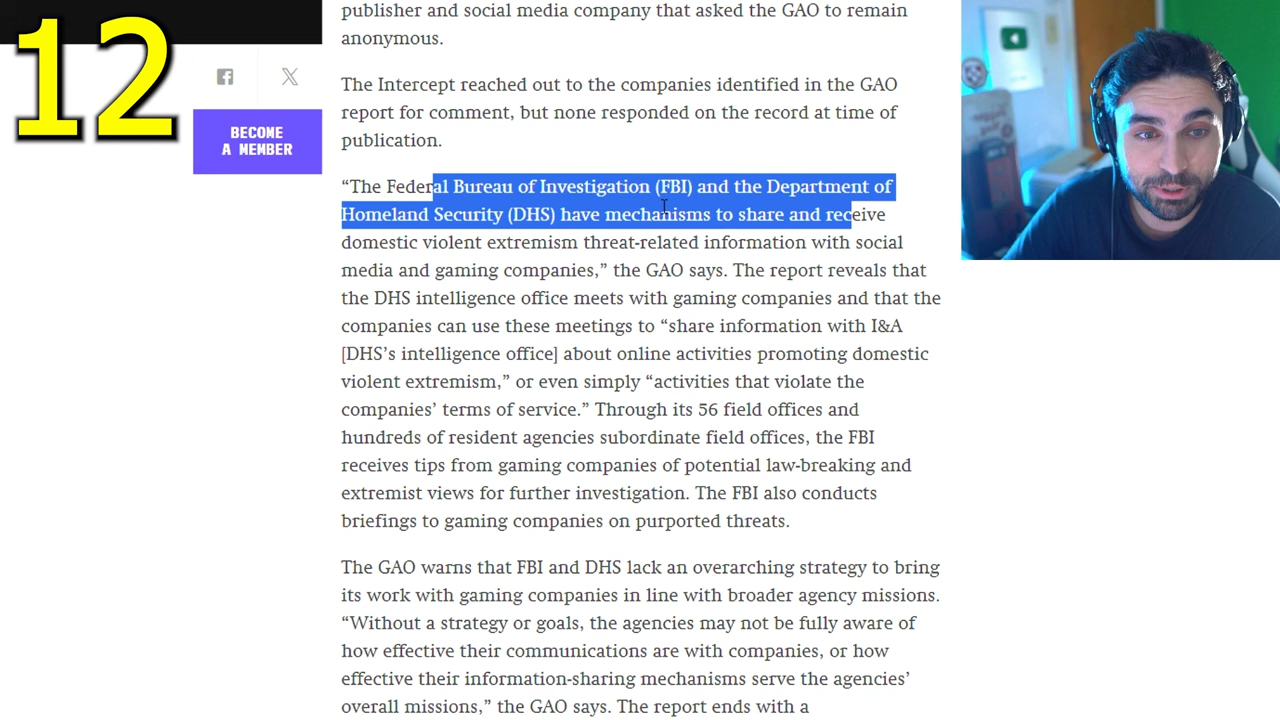 12
BECOME
A MEMBER
publisher and social media company that asked the GAO to remain
anonymous.
The Intercept reached out to the companies identified in the GAO
report for comment, but none responded on the record at time of
publication.
“The Federal Bureau of Investigation (FBI) and the Department of
Homeland Security (DHS) have mechanisms to share and receive
domestic violent extremism threat-related information with social
media and gaming companies,” the GAO says. The report reveals that
the DHS intelligence office meets with gaming companies and that the
companies can use these meetings to “share information with I&A
[DHS’s intelligence office] about online activities promoting domestic
violent extremism,” or even simply “activities that violate the
companies’ terms of service.” Through its 56 field offices and
hundreds of resident agencies subordinate field offices, the FBI
receives tips from gaming companies of potential law-breaking and
extremist views for further investigation. The FBI also conducts
briefings to gaming companies on purported threats.
The GAO warns that FBI and DHS lack an overarching strategy to bring
its work with gaming companies in line with broader agency missions.
“Without a strategy or goals, the agencies may not be fully aware of
how effective their communications are with companies, or how
effective their information-sharing mechanisms serve the agencies’
overall missions,” the GAO says. The report ends with a